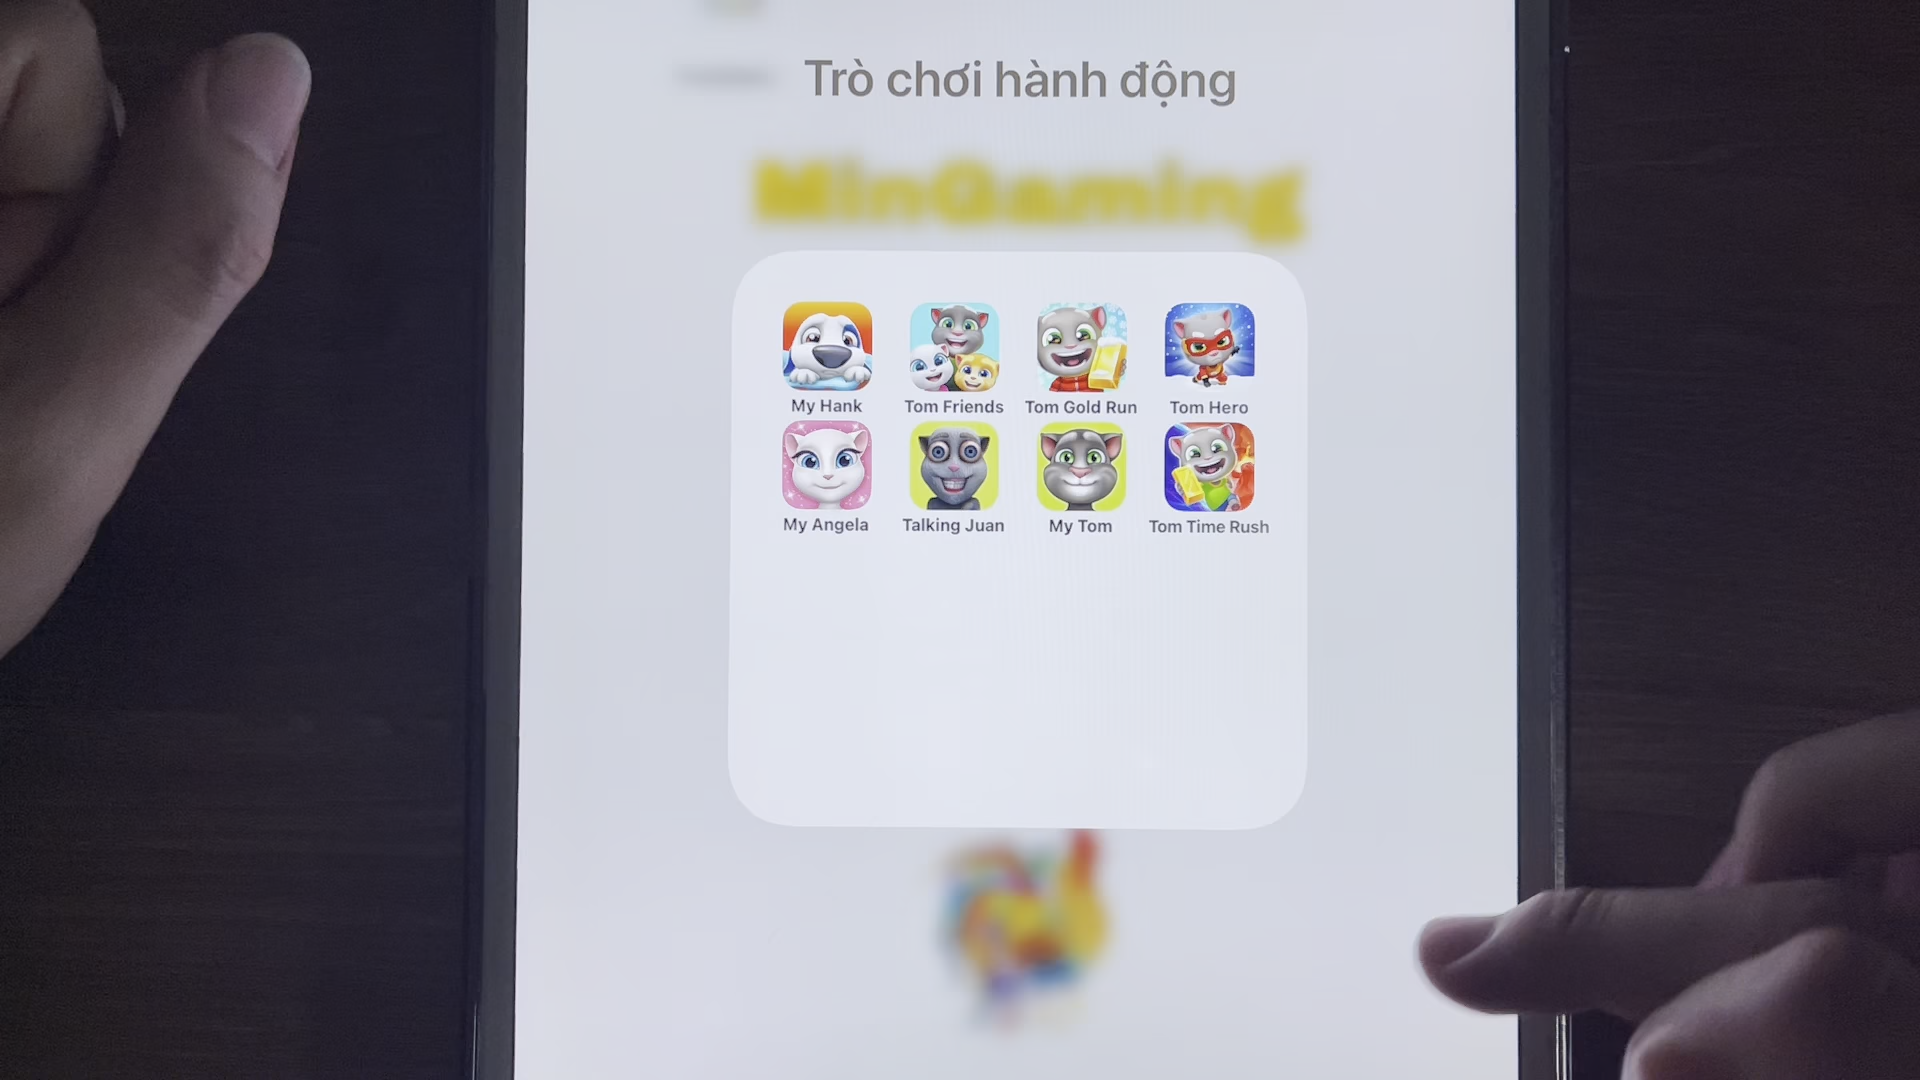 Trò chơi hành động
MinGaming
My Hank
Tom Friends
Tom Gold Run
Tom Hero
My Angela
Talking Juan
My Tom
Tom Time Rush